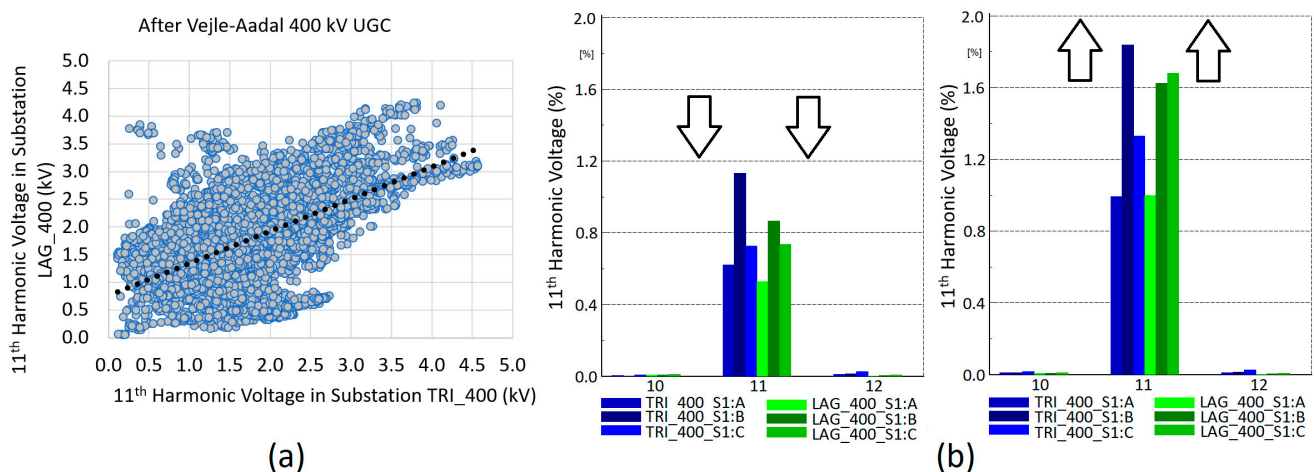 After Vejle-Aadal 400 kV UGC
11th Harmonic Voltage in Substation
LAG_400 (kV)
5.0
4.5
4.0
3.5
3.0
2.5
2.0
1.5
1.0
0.5
0.0
0.0 0.5 1.0 1.5 2.0 2.5 3.0 3.5 4.0 4.5 5.0
11th Harmonic Voltage in Substation TRI_400 (kV)
(a)
11th Harmonic Voltage (%)
2.0
[%]
1.6
1.2
0.8
0.4
0.0
10 11 12
TRI_400_S1:A LAG_400_S1:A
TRI_400_S1:B LAG_400_S1:B
TRI_400_S1:C LAG_400_S1:C
11th Harmonic Voltage (%)
2.0
[%]
1.6
1.2
0.8
0.4
0.0
10 11 12
TRI_400_S1:A LAG_400_S1:A
TRI_400_S1:B LAG_400_S1:B
TRI_400_S1:C LAG_400_S1:C
(b)